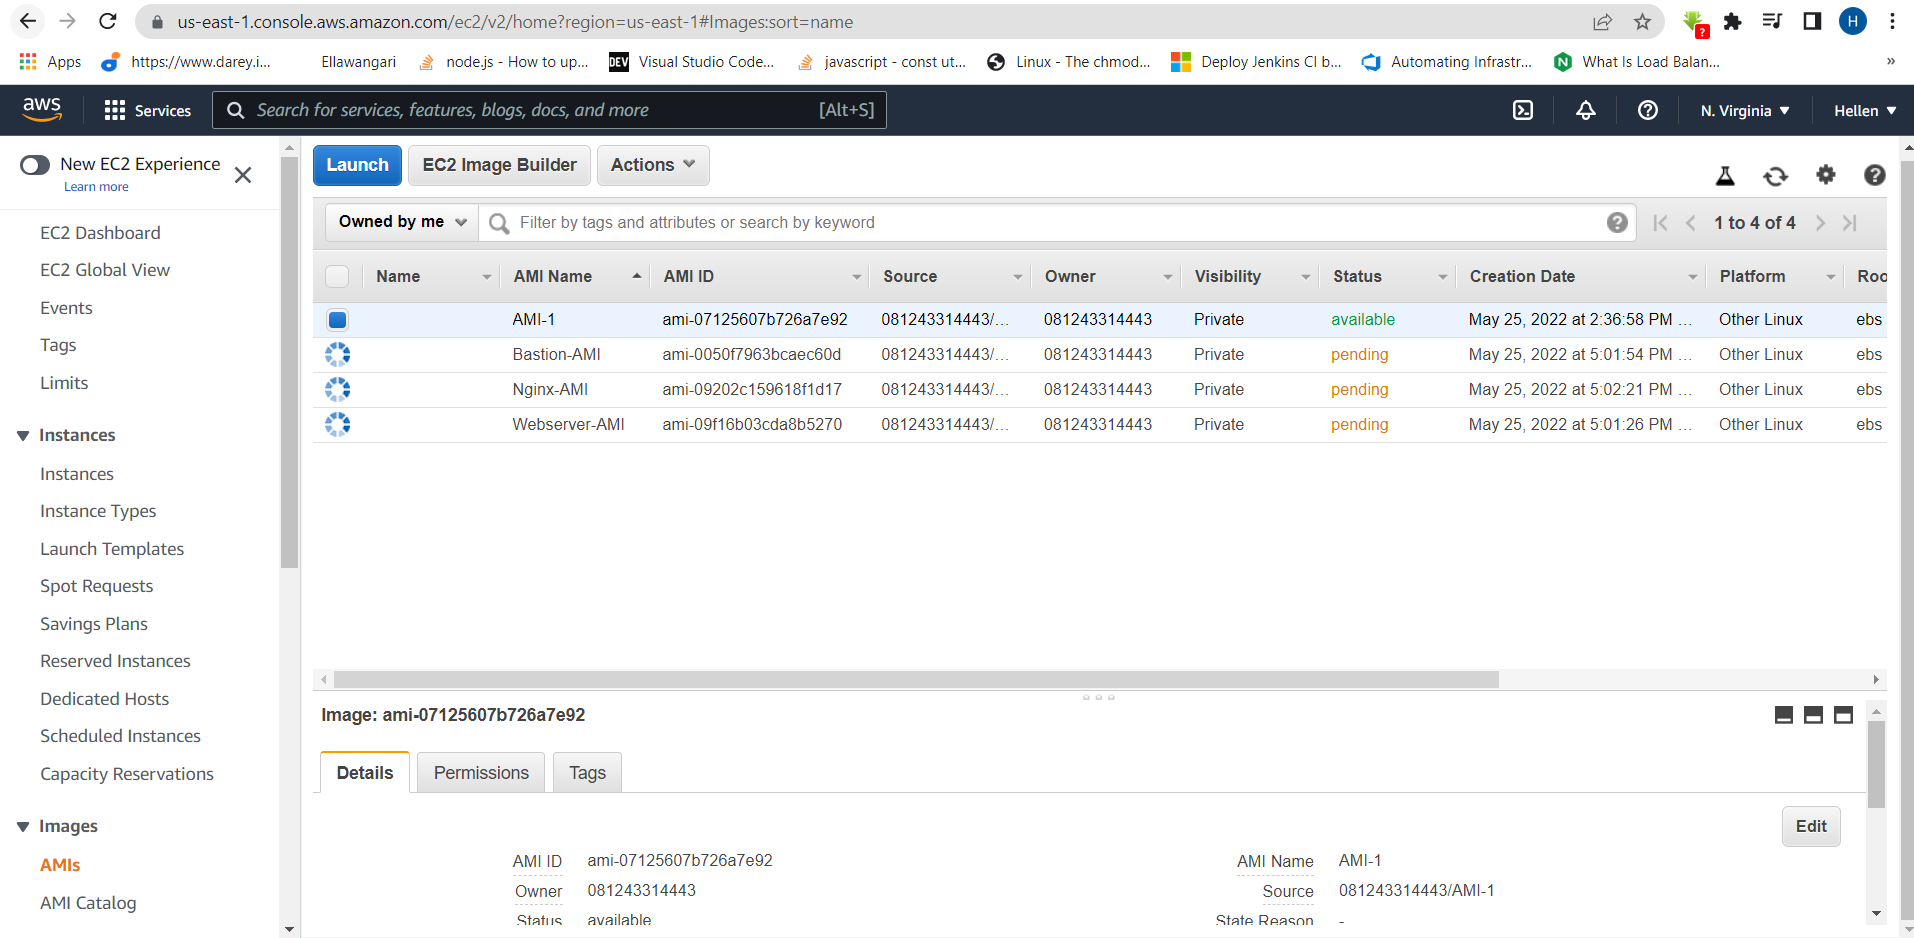 us-east-1.console.aws.amazon.com/ec2/v2/home?region=us-east-1#Images:sort=name
?
H
Apps
https://www.darey.i...
Ellawangari
node.js - How to up...
DEV
Visual Studio Code...
javascript - const ut...
Linux - The chmod...
Deploy Jenkins CI b...
Automating Infrastr...
N
What Is Load Balan...
»
aws
Services
Search for services, features, blogs, docs, and more
[Alt+S]
N. Virginia
Hellen
New EC2 Experience
Learn more
EC2 Dashboard
EC2 Global View
Events
Tags
Limits
Instances
Instances
Instance Types
Launch Templates
Spot Requests
Savings Plans
Reserved Instances
Dedicated Hosts
Scheduled Instances
Capacity Reservations
Images
AMIs
AMI Catalog
Launch
EC2 Image Builder
Actions
Owned by me
Filter by tags and attributes or search by keyword
1 to 4 of 4
Name AMI Name AMI ID Source Owner Visibility Status Creation Date Platform Roo
AMI-1 ami-07125607b726a7e92 081243314443/... 081243314443 Private available May 25, 2022 at 2:36:58 PM ... Other Linux ebs
Bastion-AMI ami-0050f7963bcaec60d 081243314443/... 081243314443 Private pending May 25, 2022 at 5:01:54 PM ... Other Linux ebs
Nginx-AMI ami-09202c159618f1d17 081243314443/... 081243314443 Private pending May 25, 2022 at 5:02:21 PM ... Other Linux ebs
Webserver-AMI ami-09f16b03cda8b5270 081243314443/... 081243314443 Private pending May 25, 2022 at 5:01:26 PM ... Other Linux ebs
Image: ami-07125607b726a7e92
Details
Permissions
Tags
Edit
AMI ID ami-07125607b726a7e92
AMI Name AMI-1
Owner 081243314443
Source 081243314443/AMI-1
Status available
State Reason -